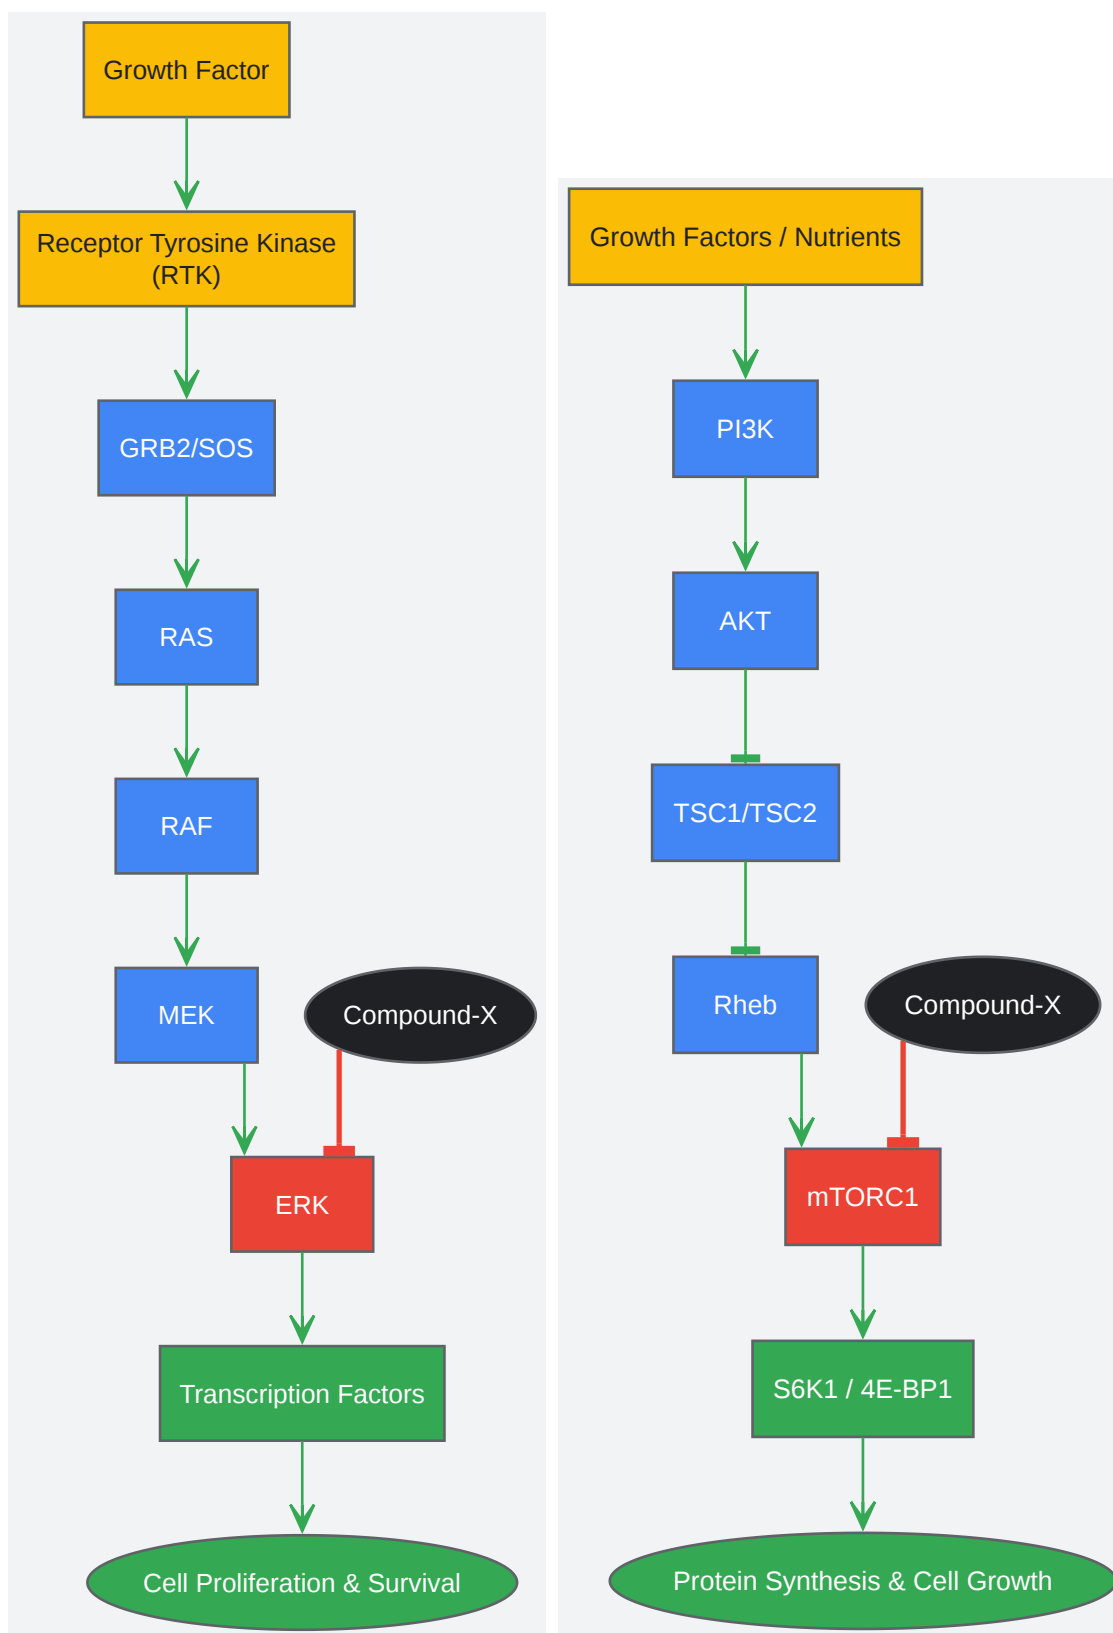 Growth Factor
Receptor Tyrosine Kinase
(RTK)
GRB2/SOS
RAS
RAF
MEK
Compound-X
ERK
Transcription Factors
Cell Proliferation & Survival
Growth Factors / Nutrients
PI3K
AKT
TSC1/TSC2
Rheb
Compound-X
mTORC1
S6K1 / 4E-BP1
Protein Synthesis & Cell Growth